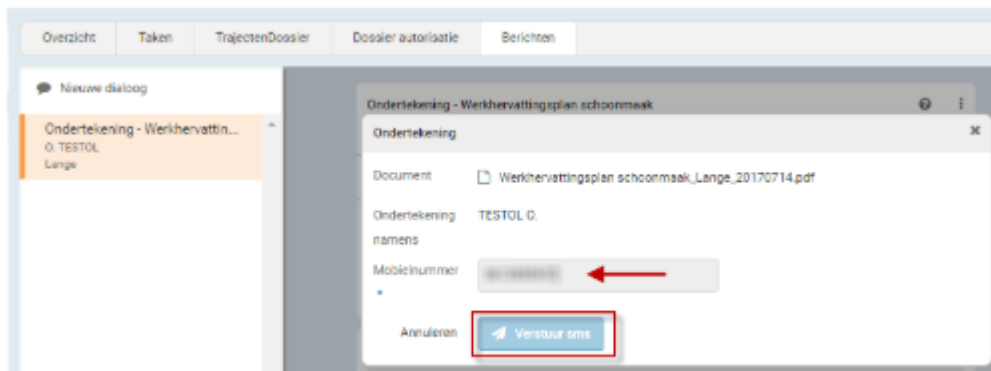 Overzicht Taken TrajectenDossier Dossier autorisatie Berichten
Nieuwe dialoog
Ondertekening - Werkhervattin...
O. TESTOL
Lange
Ondertekening - Werkhervattingsplan schoonmaak
Ondertekening
Document Werkhervattingsplan schoonmaak_Lange_20170714.pdf
Ondertekening TESTOL O.
namens
Mobielnummer
*
Annuleren Verstuur sms